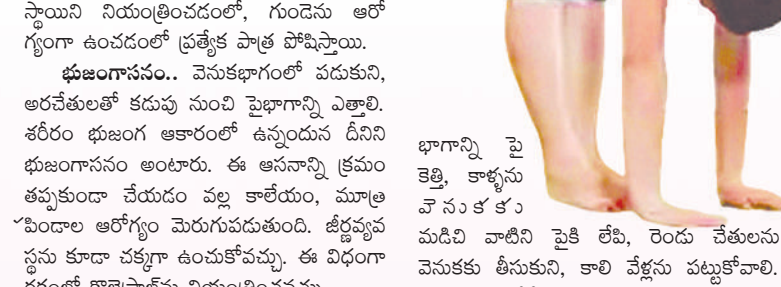 స్థాయిని నియంత్రించడంలో, గుండెను ఆరో
గ్యంగా ఉంచడంలో ప్రత్యేక పాత్ర పోషిస్తాయి.
భుజంగాసనం.. వెనుకభాగంలో పడుకుని,
అరచేతులతో కడుపు నుంచి పైభాగాన్ని ఎత్తాలి.
శరీరం భుజంగ ఆకారంలో ఉన్నందున దీనిని
భుజంగాసనం అంటారు. ఈ ఆసనాన్ని క్రమం
తప్పకుండా చేయడం వల్ల కాలేయం, మూత్ర
పిండాల ఆరోగ్యం మెరుగుపడుతుంది. జీర్ణవ్యవ
స్థను కూడా చక్కగా ఉంచుకోవచ్చు. ఈ విధంగా
భాగాన్ని పై
కెత్తి, కాళ్ళను
వెనుకకు
మడిచి వాటిని పైకి లేపి, రెండు చేతులను
వెనుకకు తీసుకుని, కాలి వేళ్లను పట్టుకోవాలి.